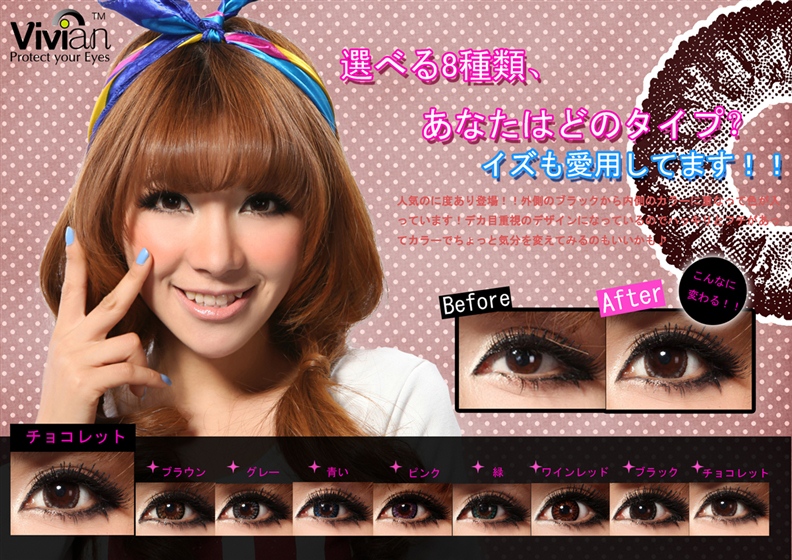 Vivian™
Protect your Eyes
選べる8種類、
あなたはどのタイプ?
イズも愛用してます！！
人気のに度あり登場！！外側のブラックから内側のカラーに
っています！デカ目重視のデザインになっているので
てカラーでちょっと気分を変えてみるのもいいかも♪
Before
After
こんなに
変わる！！
チョコレット
ブラウン
グレー
青い
ピンク
緑
ワインレッド
ブラック
チョコレット